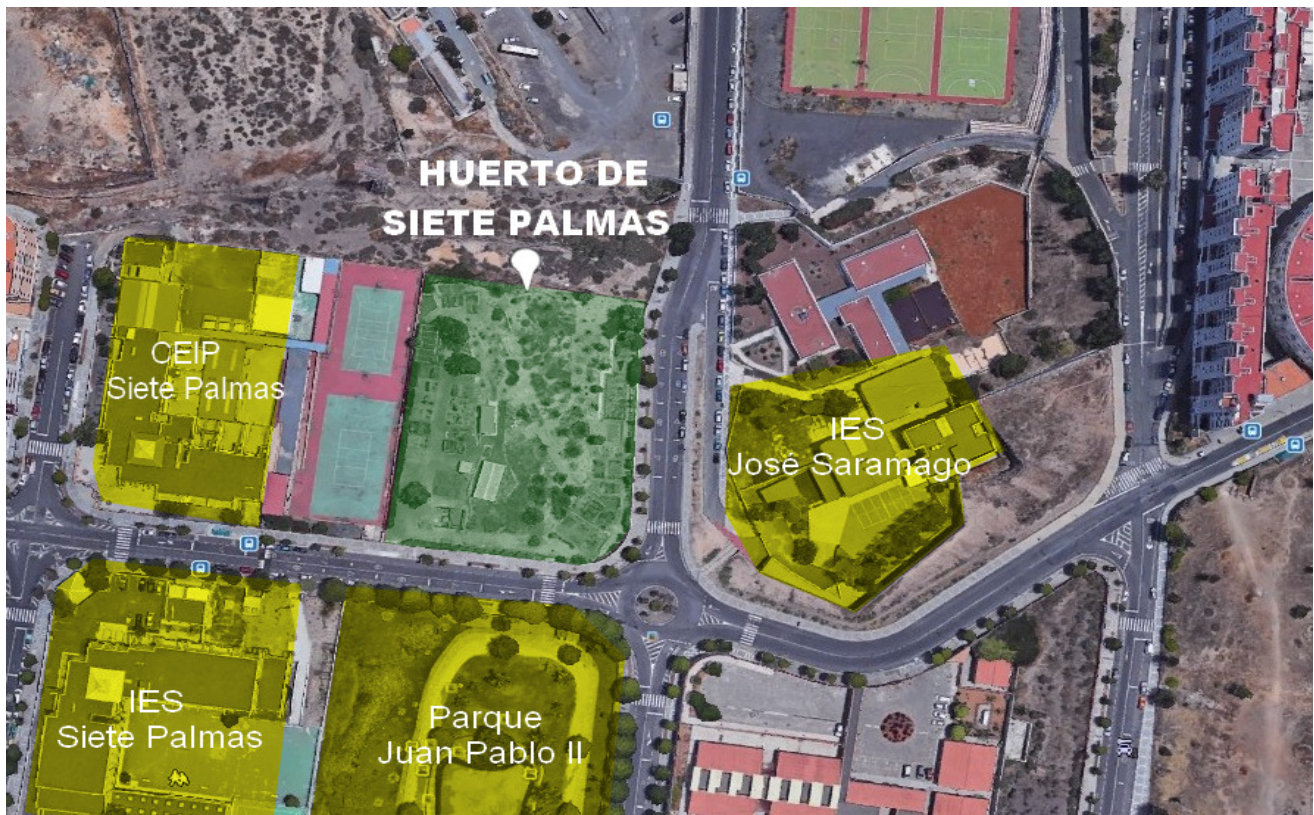 HUERTO DE
SIETE PALMAS
CEIP
Siete Palmas
IES
José Saramago
IES
Siete Palmas
Parque
Juan Pablo II